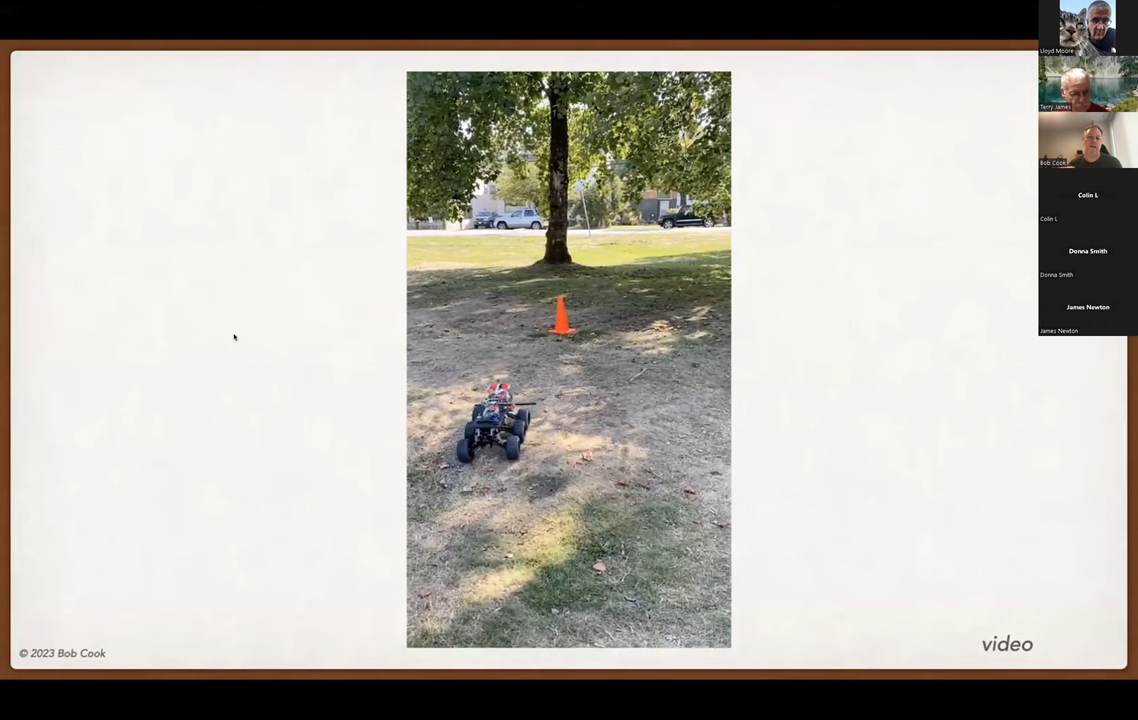 Lloyd Moore
Terry James
Bob Cook
Colin L
Colin L
Donna Smith
Donna Smith
James Newton
James Newton
© 2023 Bob Cook
video